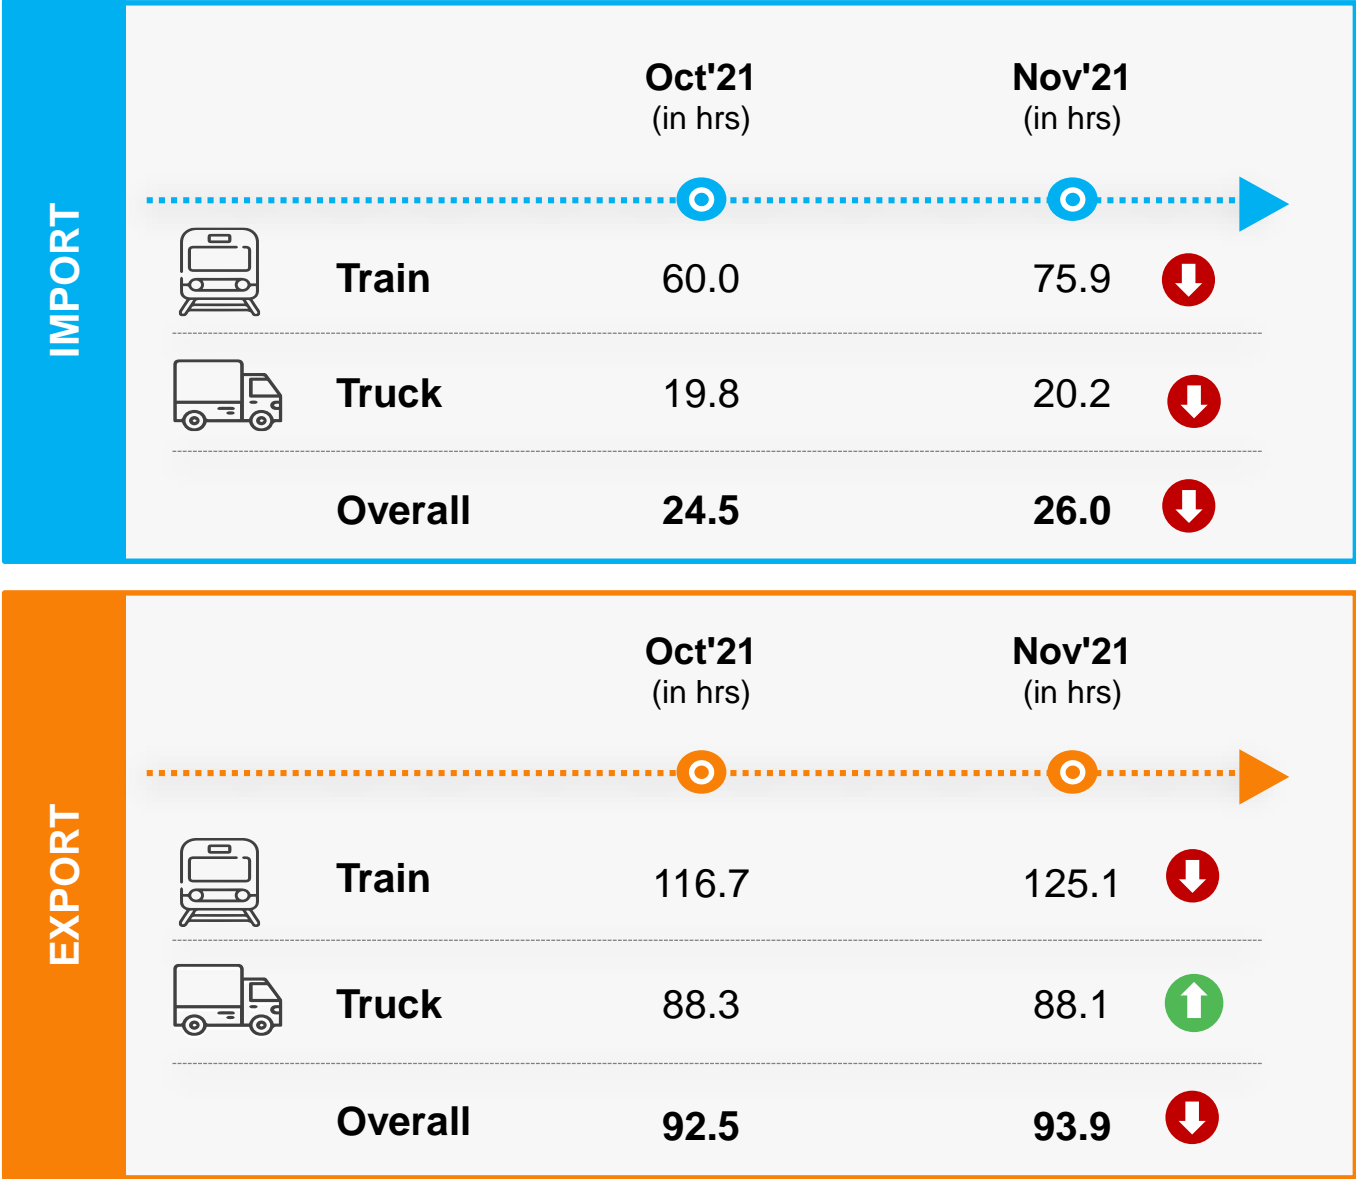 IMPORT
Oct'21 Nov'21
(in hrs) (in hrs)
Train 60.0 75.9
Truck 19.8 20.2
Overall 24.5 26.0
EXPORT
Oct'21 Nov'21
(in hrs) (in hrs)
Train 116.7 125.1
Truck 88.3 88.1
Overall 92.5 93.9